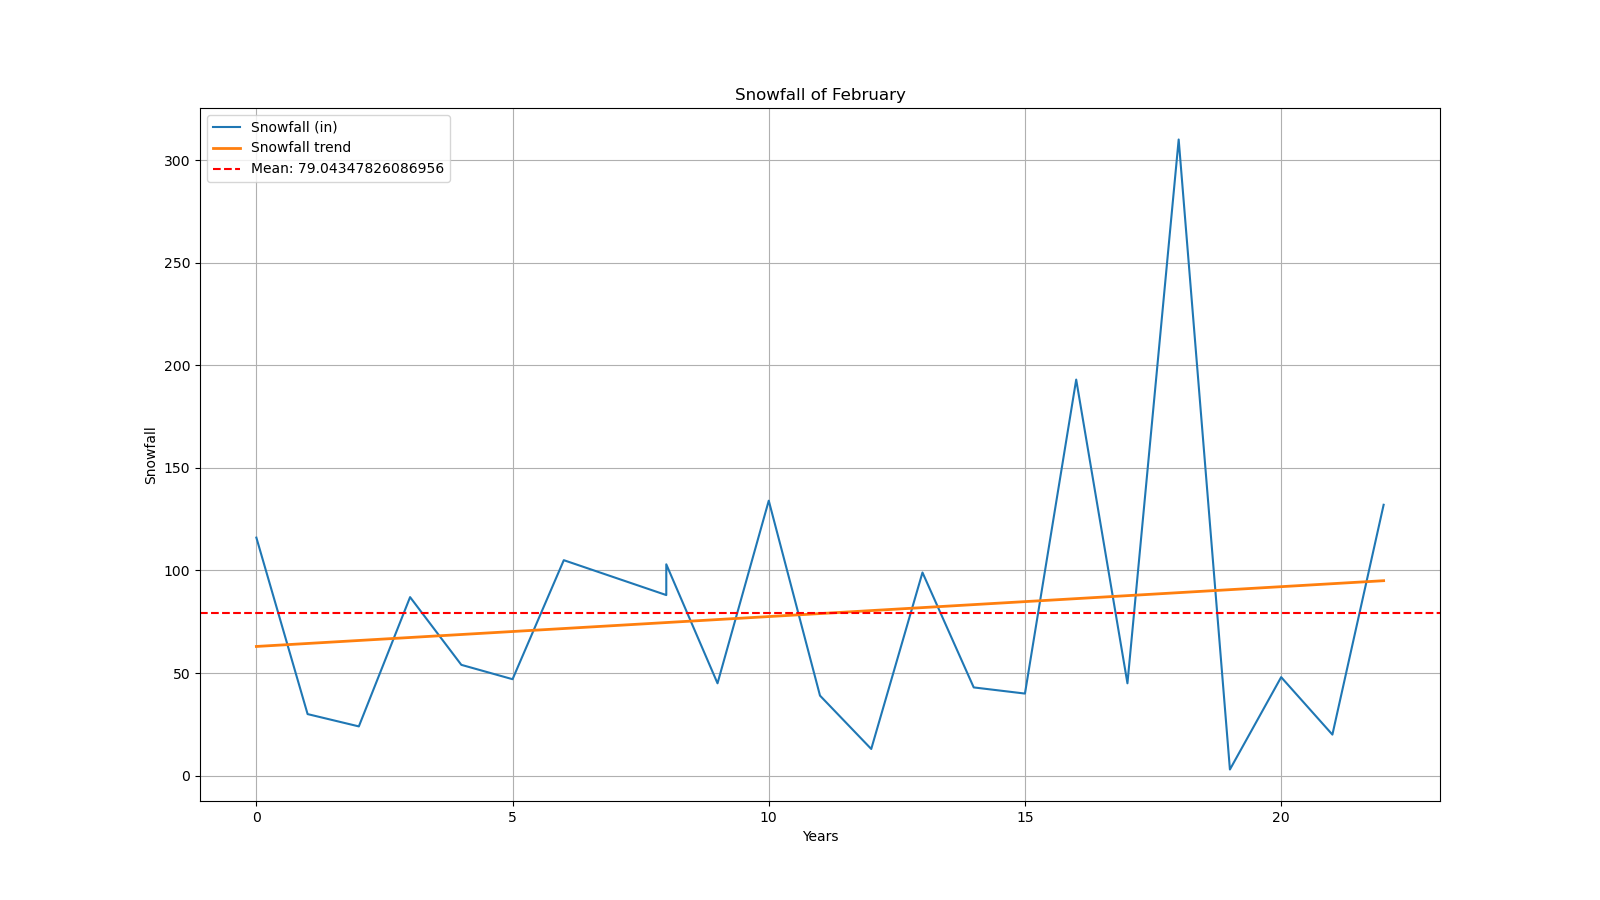 Snowfall of February
Snowfall (in)
Snowfall trend
Mean: 79.04347826086956
300
250
200
150
100
50
0
Snowfall
0 5 10 15 20
Years